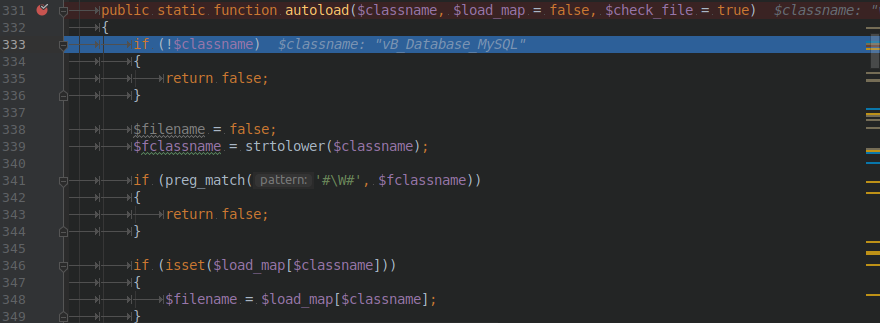 331 public static function autoload($classname, $load_map = false, $check_file = true) $classname: "
332 {
333 if (!$classname) $classname: "vB_Database_MySQL"
334 {
335 return false;
336 }
337
338 $filename = false;
339 $fclassname = strtolower($classname);
340
341 if (preg_match( pattern: '#\W#', $fclassname))
342 {
343 return false;
344 }
345
346 if (isset($load_map[$classname]))
347 {
348 $filename = $load_map[$classname];
349 }